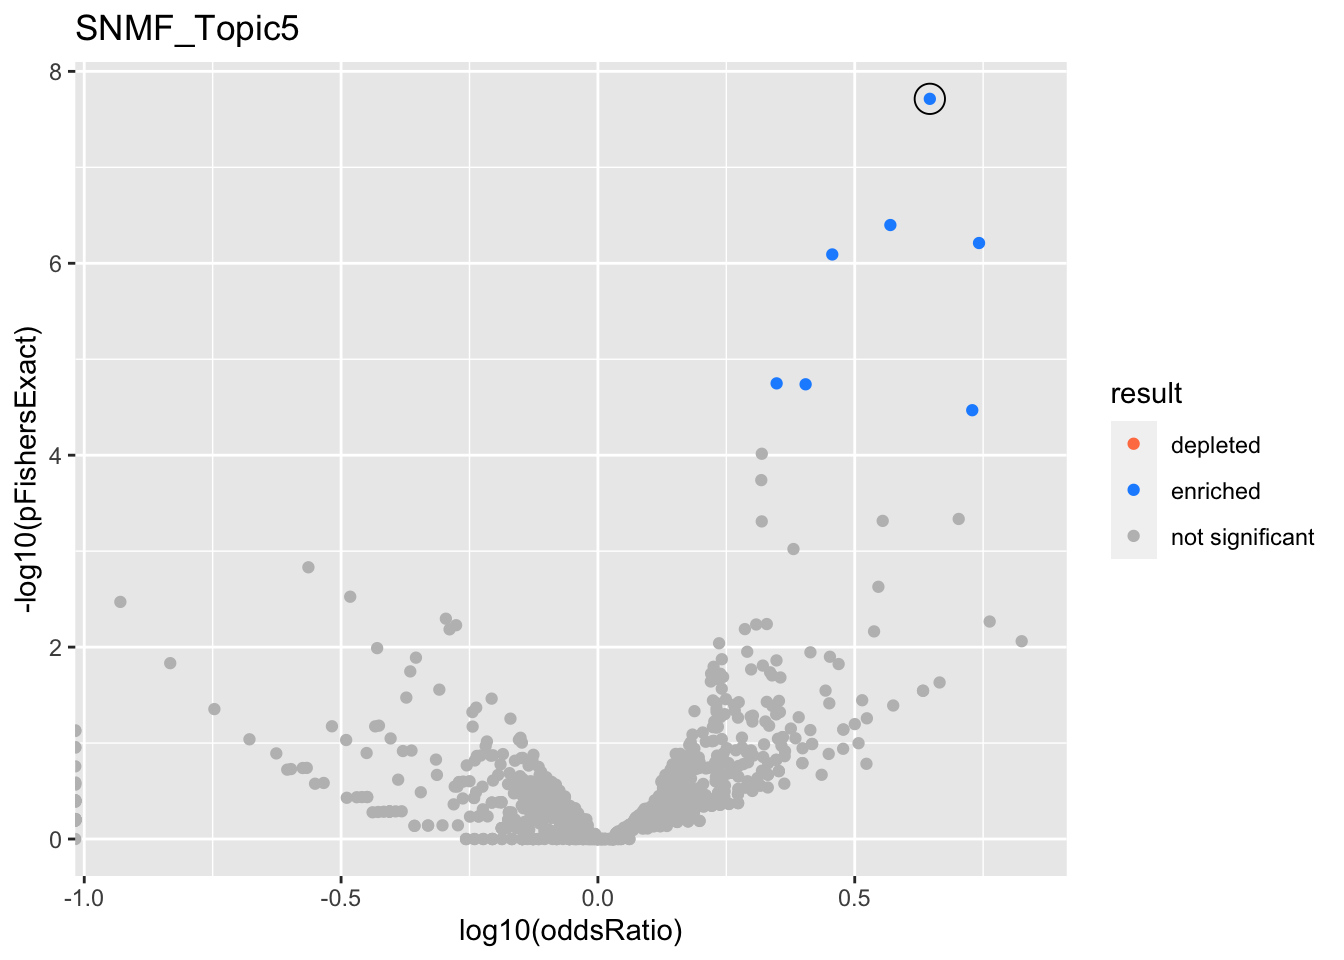 SNMF_Topic5
8
6
4
2
0
-log10(pFishersExact)
-1.0
-0.5
0.0
0.5
log10(oddsRatio)
result
depleted
enriched
not significant